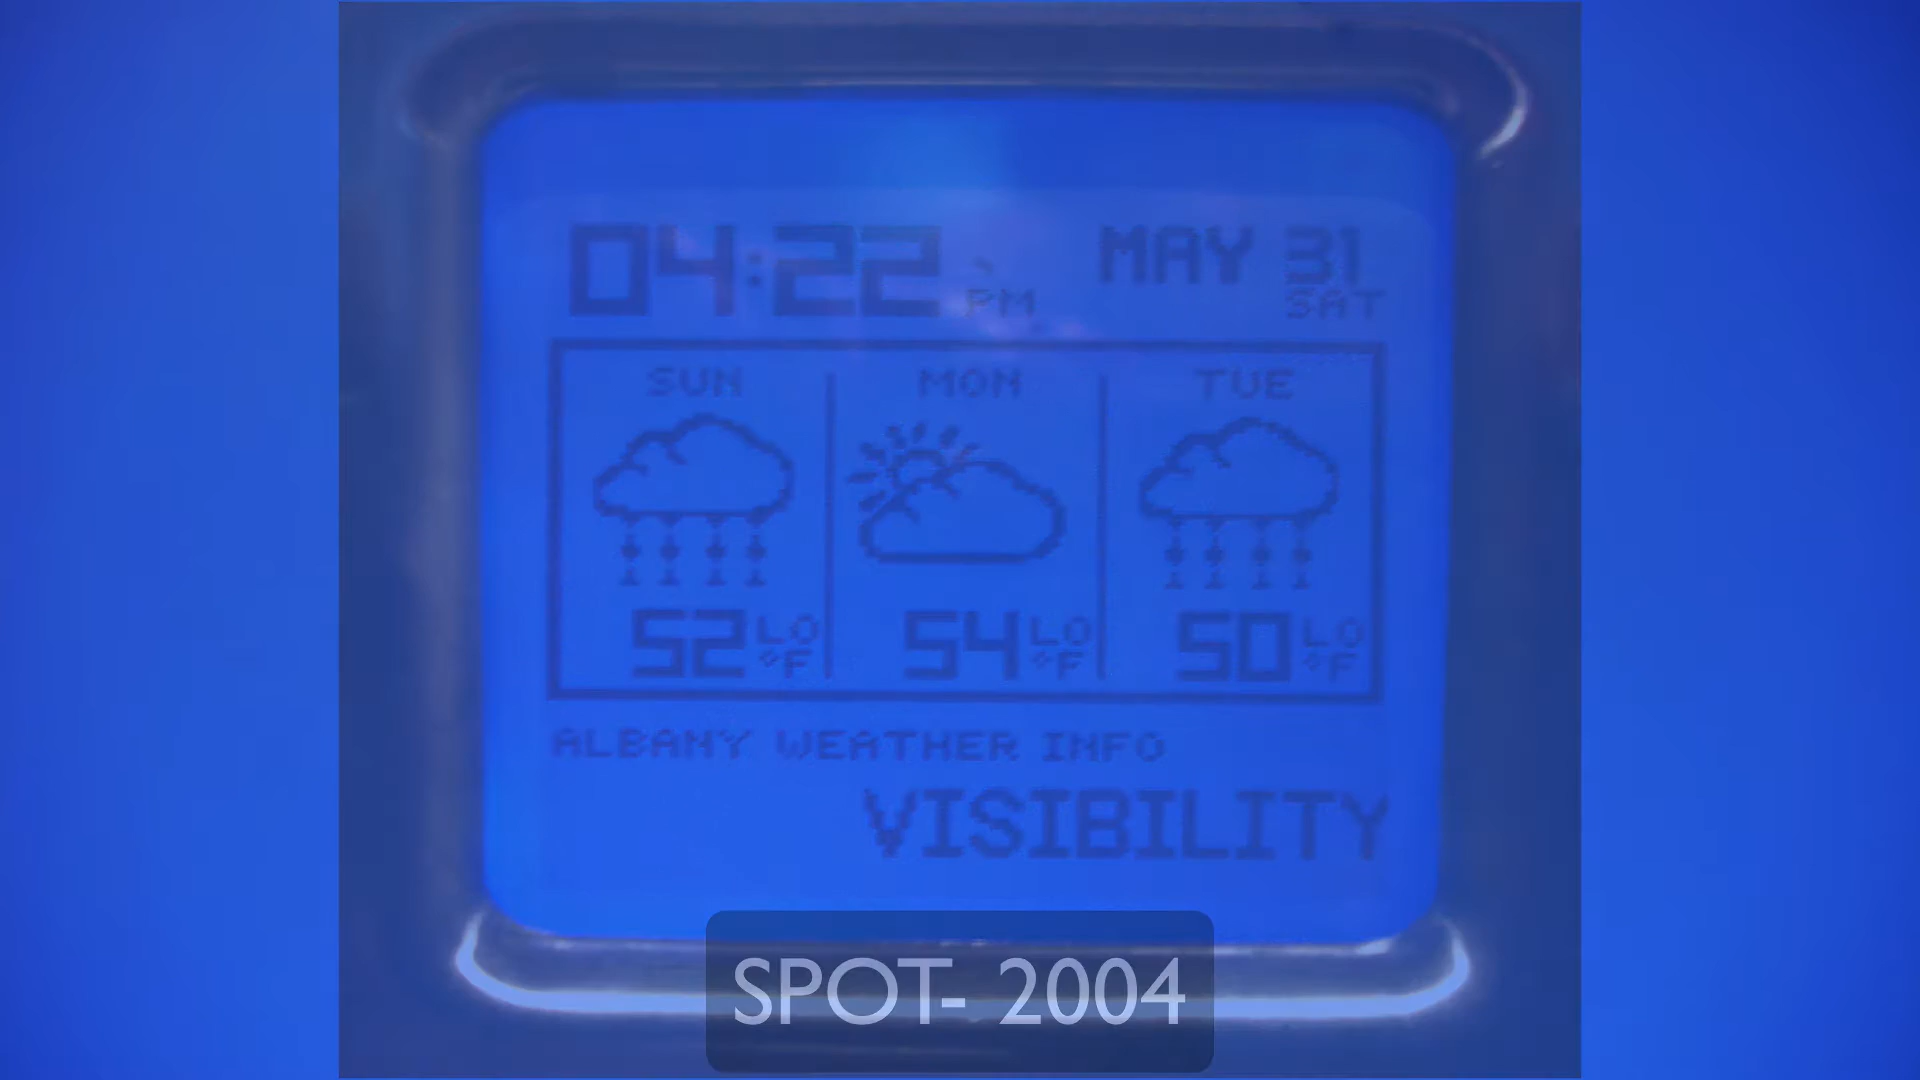 04:22 PM MAY 31 SAT
SUN MON TUE
52 LO °F 54 LO °F 50 LO °F
ALBANY WEATHER INFO
VISIBILITY
SPOT- 2004